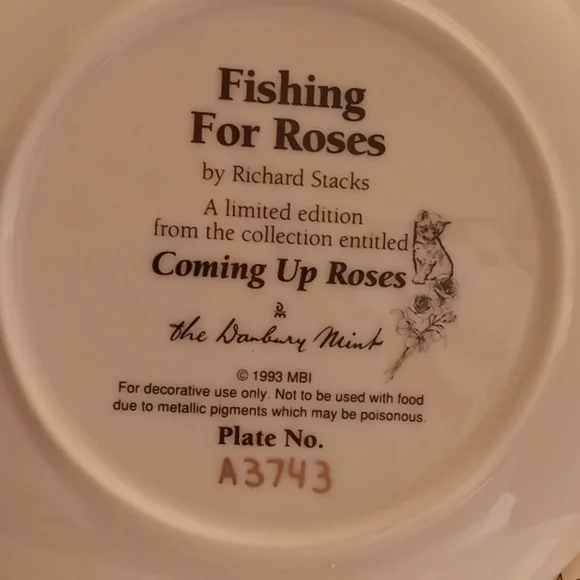 Fishing
For Roses
by Richard Stacks
A limited edition
from the collection entitled
Coming Up Roses
the Danbury Mint
© 1993 MBI
For decorative use only. Not to be used with food
due to metallic pigments which may be poisonous.
Plate No.
A3743